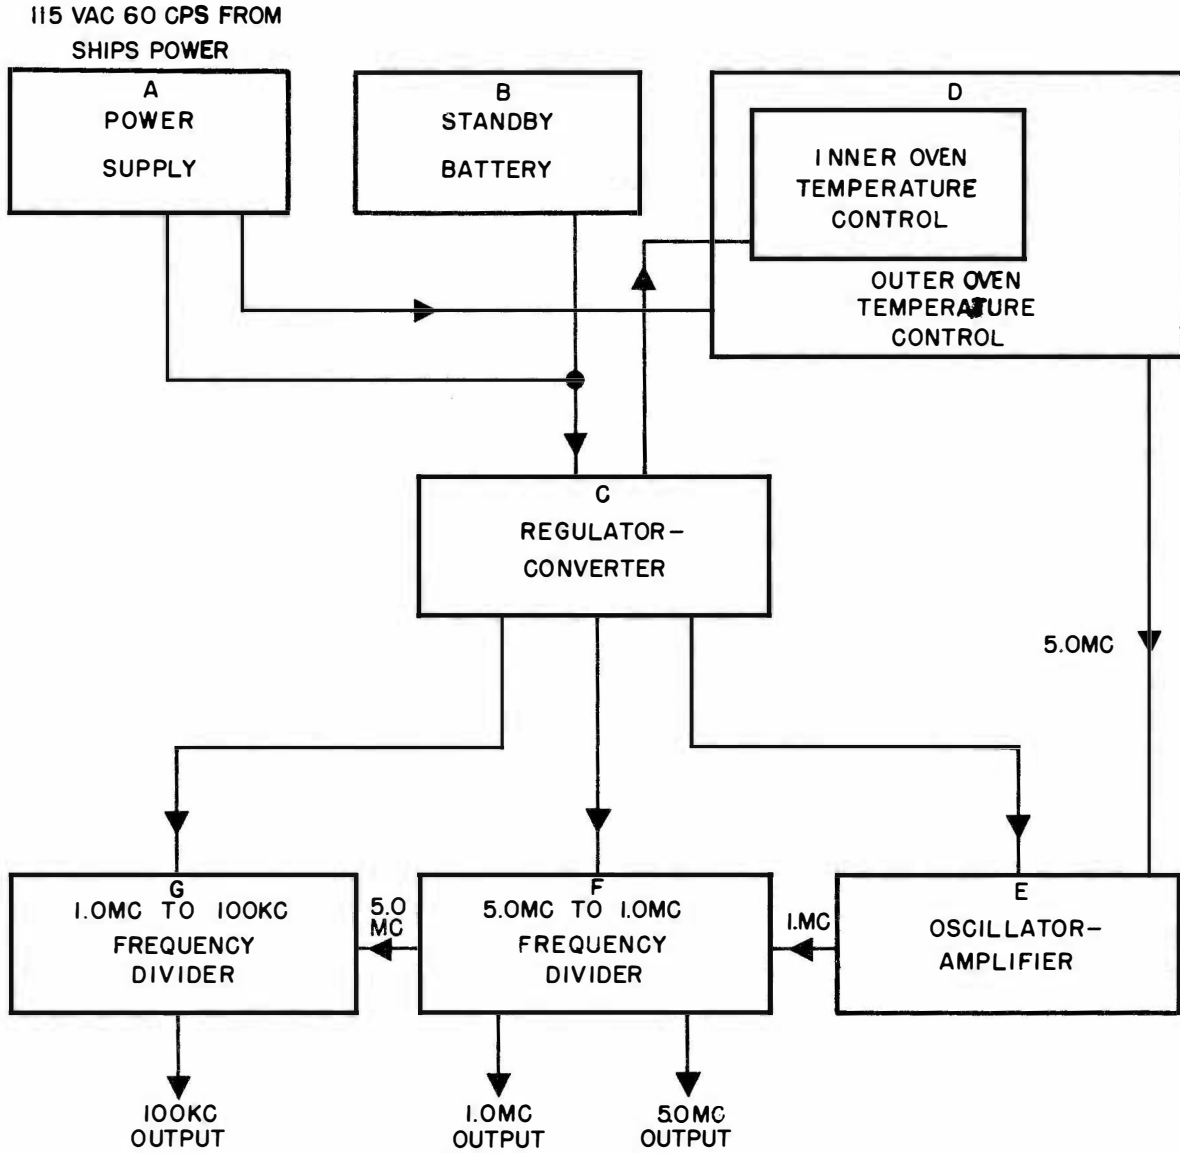 115 VAC 60 CPS FROM
SHIPS POWER
A
POWER
SUPPLY
B
STANDBY
BATTERY
D
INNER OVEN
TEMPERATURE
CONTROL
OUTER OVEN
TEMPERATURE
CONTROL
C
REGULATOR-
CONVERTER
5.0MC
G
1.0MC TO 100KC
FREQUENCY
DIVIDER
5.0
MC
F
5.0MC TO 1.0MC
FREQUENCY
DIVIDER
1.MC
E
OSCILLATOR-
AMPLIFIER
100KC
OUTPUT
1.0MC
OUTPUT
5.0MC
OUTPUT